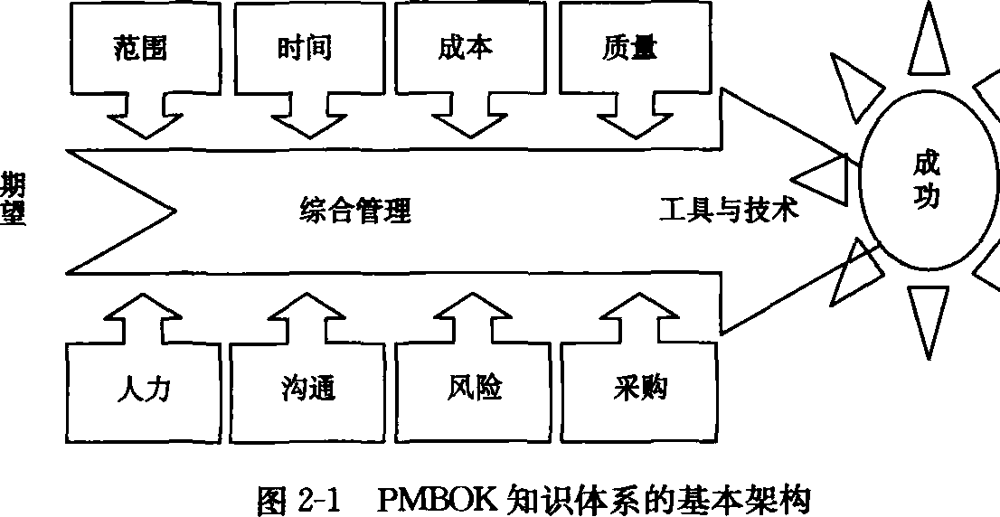 范围 时间 成本 质量
期望
综合管理 工具与技术
成功
人力 沟通 风险 采购
图 2-1 PMBOK 知识体系的基本架构